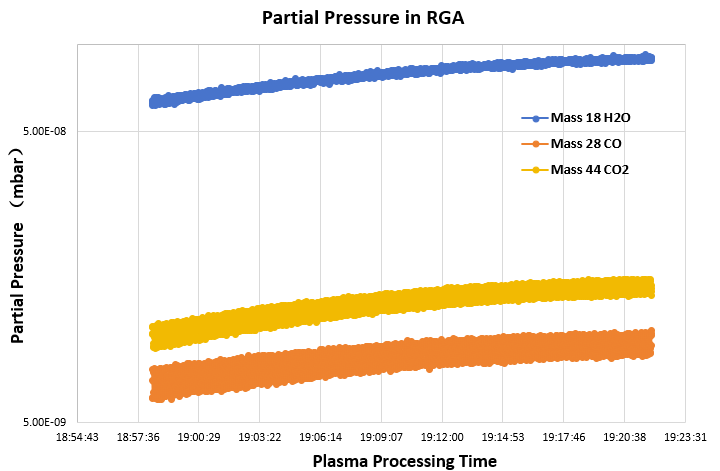 Partial Pressure in RGA
Partial Pressure （mbar）
5.00E-08
5.00E-09
Mass 18 H2O
Mass 28 CO
Mass 44 CO2
18:54:43 18:57:36 19:00:29 19:03:22 19:06:14 19:09:07 19:12:00 19:14:53 19:17:46 19:20:38 19:23:31
Plasma Processing Time